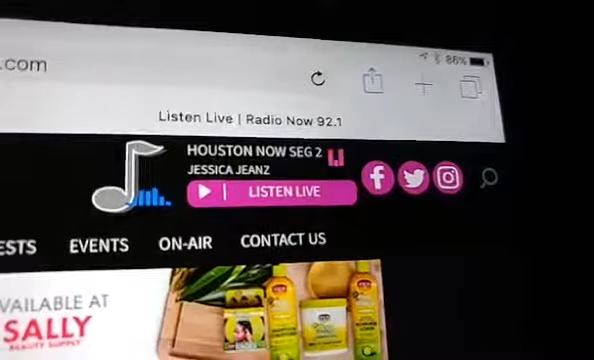 .com
86%
Listen Live | Radio Now 92.1
HOUSTON NOW SEG 2
JESSICA JEANZ
LISTEN LIVE
ESTS EVENTS ON-AIR CONTACT US
VAILABLE AT
SALLY
BEAUTY SUPPLY